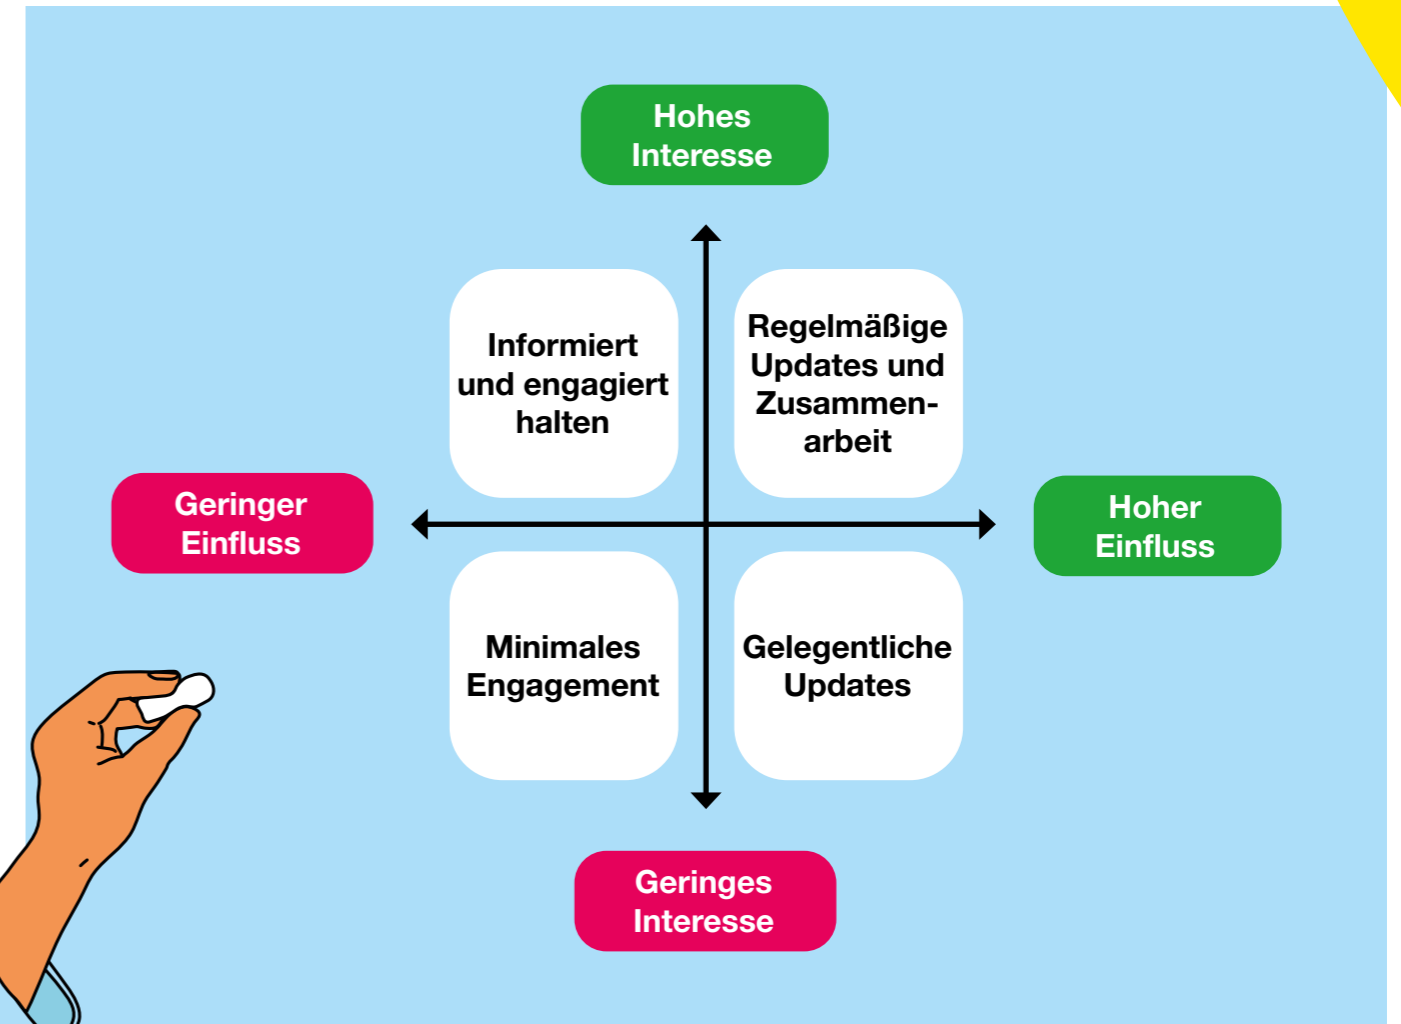 Hohes
Interesse
Informiert
und engagiert
halten
Regelmäßige
Updates und
Zusammen-
arbeit
Geringer
Einfluss
Hoher
Einfluss
Minimales
Engagement
Gelegentliche
Updates
Geringes
Interesse